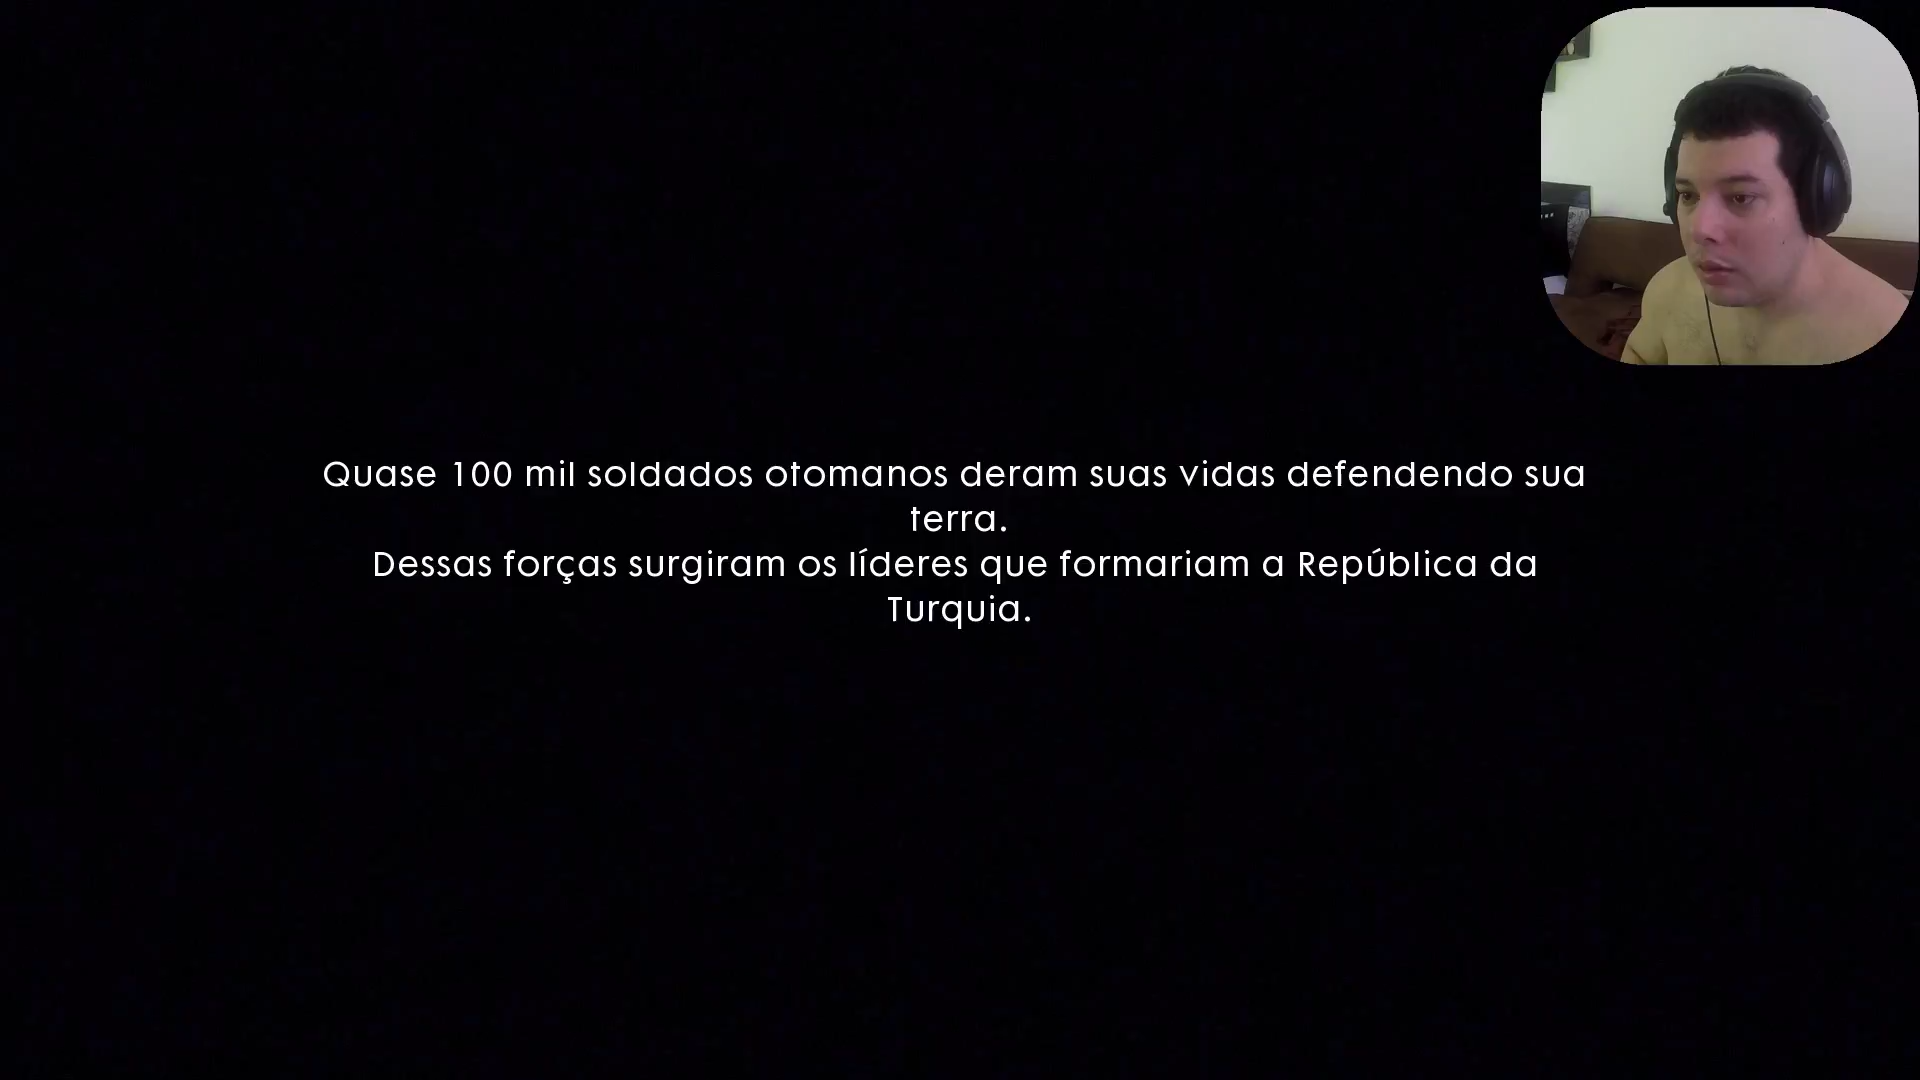 Quase 100 mil soldados otomanos deram suas vidas defendendo sua
terra.
Dessas forças surgiram os líderes que formariam a República da
Turquia.